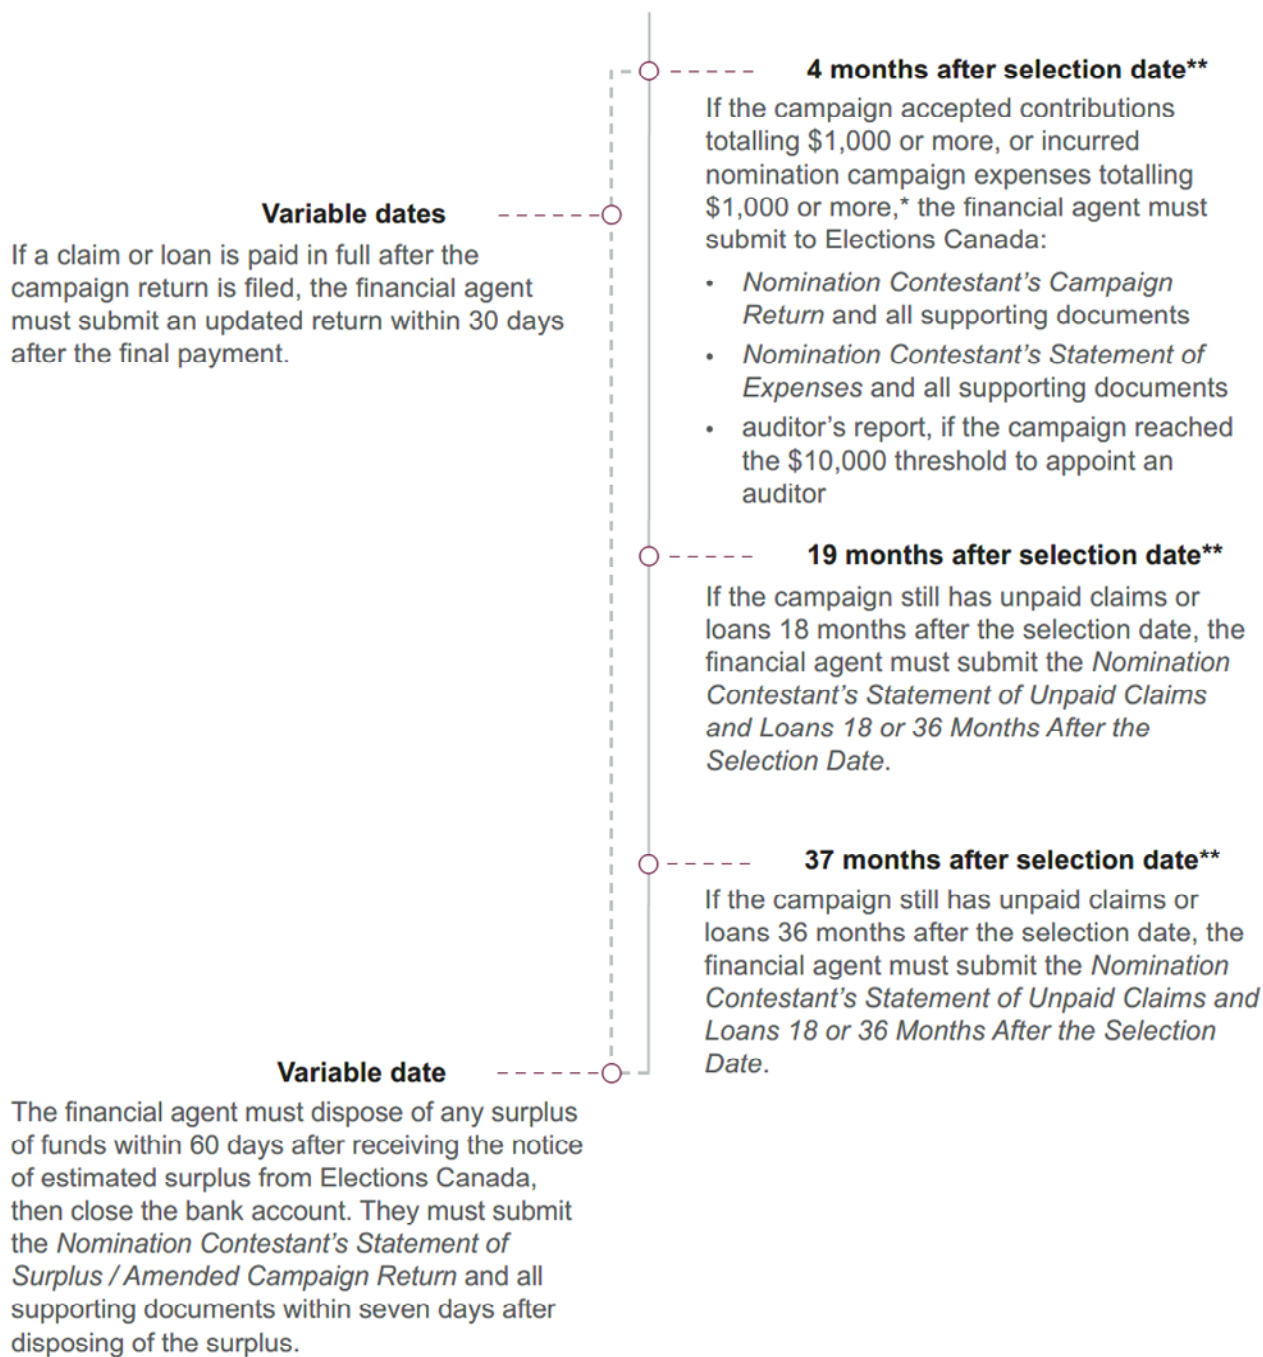 4 months after selection date**
If the campaign accepted contributions
totalling $1,000 or more, or incurred
nomination campaign expenses totalling
$1,000 or more,* the financial agent must
submit to Elections Canada:
• Nomination Contestant's Campaign
Return and all supporting documents
• Nomination Contestant's Statement of
Expenses and all supporting documents
• auditor's report, if the campaign reached
the $10,000 threshold to appoint an
auditor
Variable dates
If a claim or loan is paid in full after the
campaign return is filed, the financial agent
must submit an updated return within 30 days
after the final payment.
19 months after selection date**
If the campaign still has unpaid claims or
loans 18 months after the selection date, the
financial agent must submit the Nomination
Contestant's Statement of Unpaid Claims
and Loans 18 or 36 Months After the
Selection Date.
37 months after selection date**
If the campaign still has unpaid claims or
loans 36 months after the selection date, the
financial agent must submit the Nomination
Contestant's Statement of Unpaid Claims and
Loans 18 or 36 Months After the Selection
Date.
Variable date
The financial agent must dispose of any surplus
of funds within 60 days after receiving the notice
of estimated surplus from Elections Canada,
then close the bank account. They must submit
the Nomination Contestant's Statement of
Surplus / Amended Campaign Return and all
supporting documents within seven days after
disposing of the surplus.